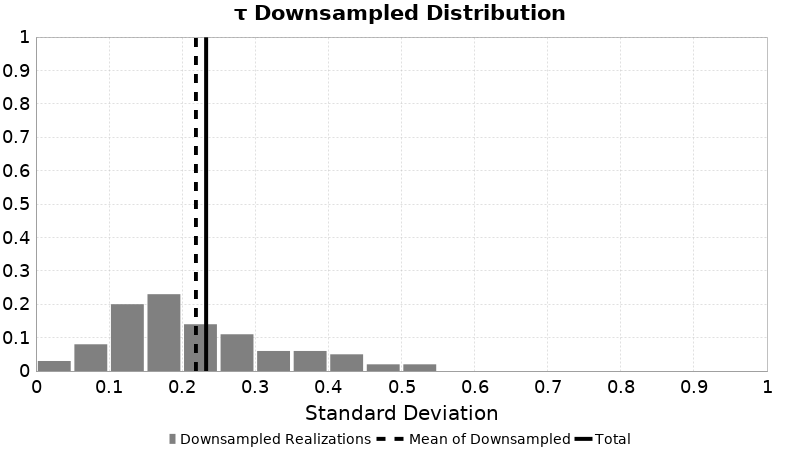 τ Downsampled Distribution
1
0.9
0.8
0.7
0.6
0.5
0.4
0.3
0.2
0.1
0
0 0.1 0.2 0.3 0.4 0.5 0.6 0.7 0.8 0.9 1
Standard Deviation
Downsampled Realizations Mean of Downsampled Total